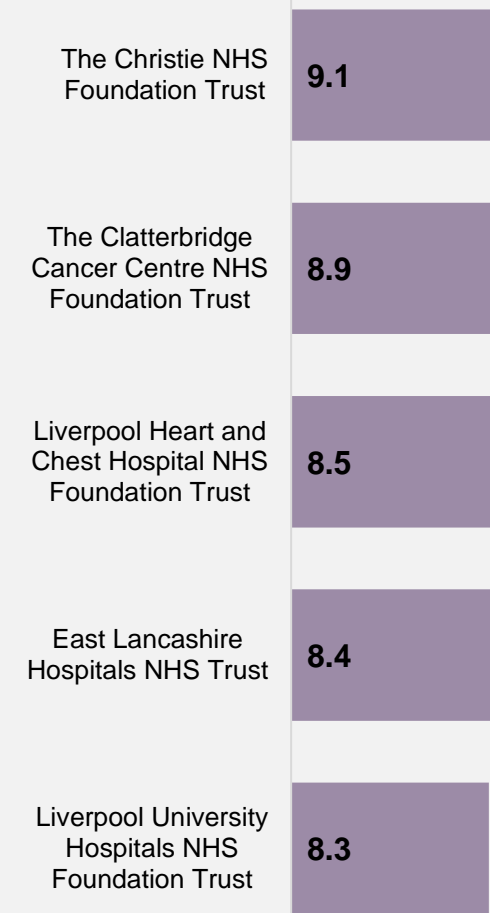 The Christie NHS
Foundation Trust
9.1
The Clatterbridge
Cancer Centre NHS
Foundation Trust
8.9
Liverpool Heart and
Chest Hospital NHS
Foundation Trust
8.5
East Lancashire
Hospitals NHS Trust
8.4
Liverpool University
Hospitals NHS
Foundation Trust
8.3